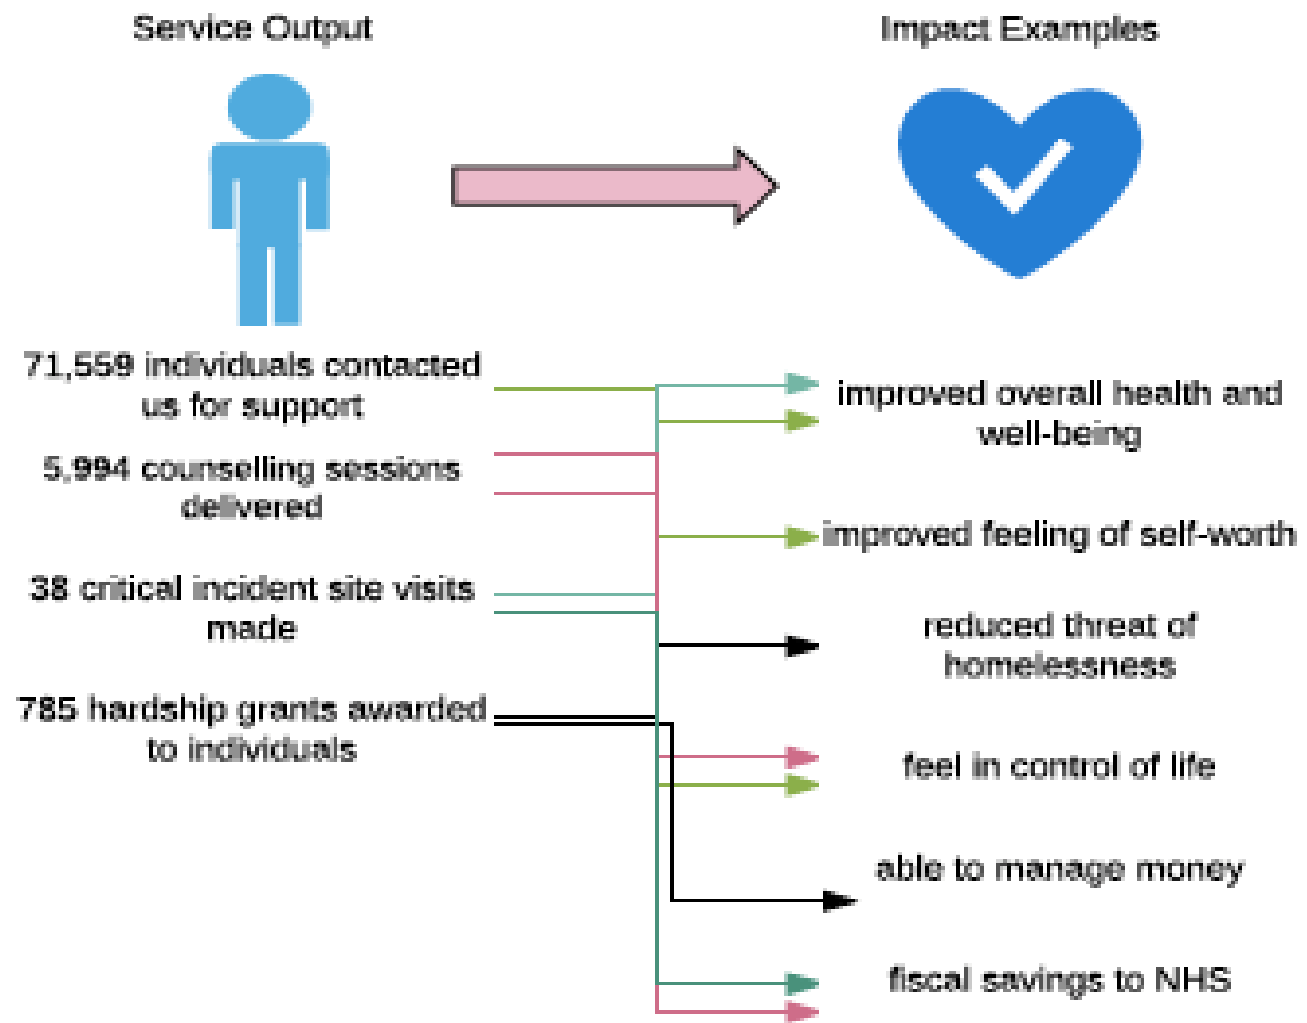 Service Output
Impact Examples
71,559 individuals contacted
us for support
5,994 counselling sessions
delivered
38 critical incident site visits
made
785 hardship grants awarded
to individuals
improved overall health and
well-being
improved feeling of self-worth
reduced threat of
homelessness
feel in control of life
able to manage money
fiscal savings to NHS